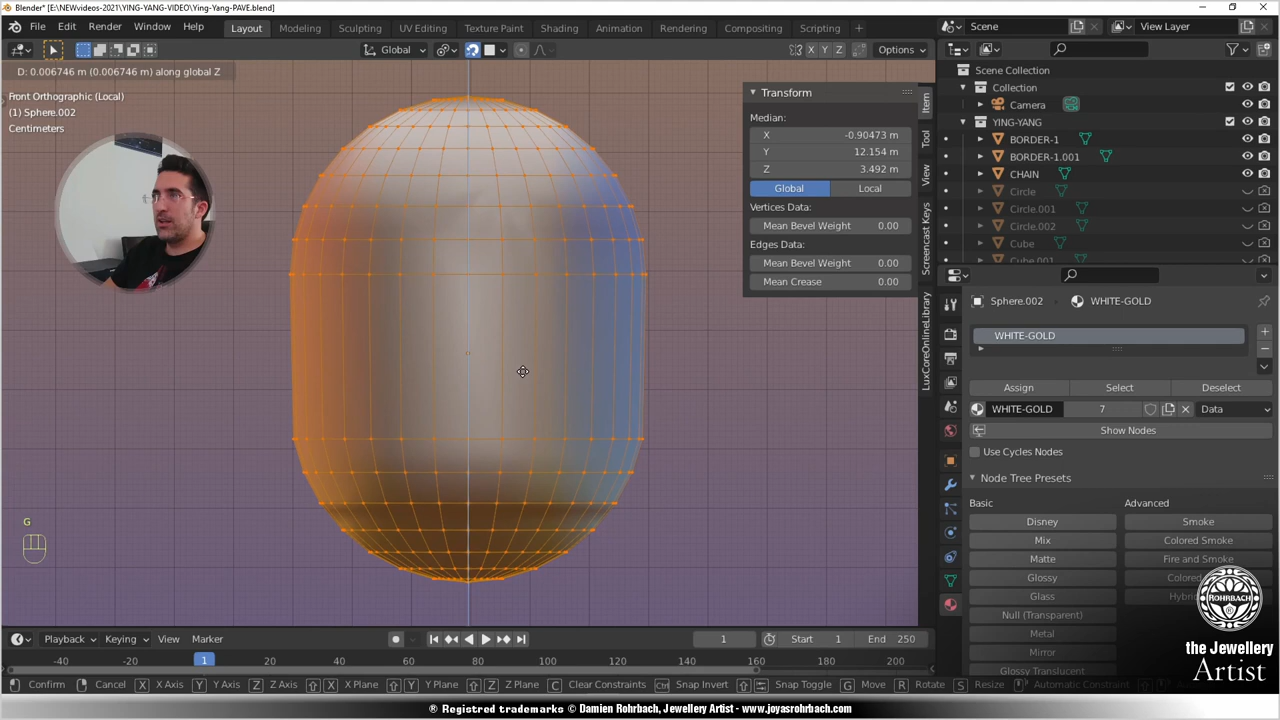 Blender* [E:\NEWvideos-2021\YING-YANG-VIDEO\Ying-Yang-PAVE.blend]
File Edit Render Window Help Layout Modeling Sculpting UV Editing Texture Paint Shading Animation Rendering Compositing Scripting + Scene View Layer
Global X Y Z Options
D: 0.006746 m (0.006746 m) along global Z
Front Orthographic (Local)
(1) Sphere.002
Centimeters
Transform
Median:
X -0.90473 m
Y 12.154 m
Z 3.492 m
Global Local
Vertices Data:
Mean Bevel Weight 0.00
Edges Data:
Mean Bevel Weight 0.00
Mean Crease 0.00
Item
Tool
View
Screencast Keys
LuxCoreOnlineLibrary
Scene Collection
Collection
Camera
YING-YANG
BORDER-1
BORDER-1.001
CHAIN
Circle
Circle.001
Circle.002
Cube
Cube.001
Sphere.002 WHITE-GOLD
WHITE-GOLD
Assign Select Deselect
WHITE-GOLD 7 Data
Show Nodes
Use Cycles Nodes
Node Tree Presets
Basic Advanced
Disney Smoke
Mix Colored Smoke
Matte Fire and Smoke
Glossy Colored
Glass
Null (Transparent)
Metal
Mirror
Glossy Translucent
G
ROHRBACH
the Jewellery
Artist
Playback Keying View Marker 1 Start 1 End 250
-40 -20 1 20 40 60 80 100 120 140 160 180 200
Confirm Cancel X X Axis Y Y Axis Z Z Axis X X Plane Y Y Plane Z Z Plane C Clear Constraints Ctrl Snap Invert Snap Toggle G Move R Rotate S Resize Automatic Constraint
® Registered trademarks © Damien Rohrbach, Jewellery Artist - www.joyasrohrbach.com